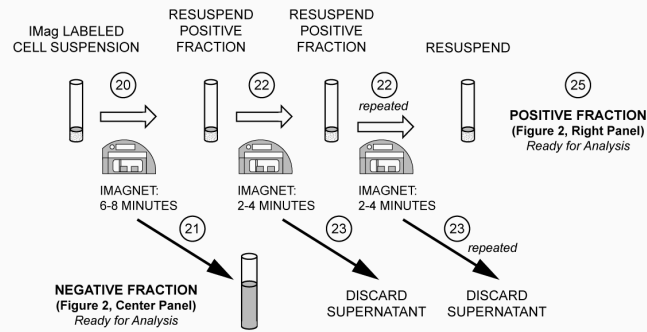 IMag LABELED
CELL SUSPENSION
RESUSPEND
POSITIVE
FRACTION
RESUSPEND
POSITIVE
FRACTION
RESUSPEND
20
22
22
repeated
25
POSITIVE FRACTION
(Figure 2, Right Panel)
Ready for Analysis
IMAGNET:
6-8 MINUTES
IMAGNET:
2-4 MINUTES
IMAGNET:
2-4 MINUTES
21
23
23
repeated
NEGATIVE FRACTION
(Figure 2, Center Panel)
Ready for Analysis
DISCARD
SUPERNATANT
DISCARD
SUPERNATANT